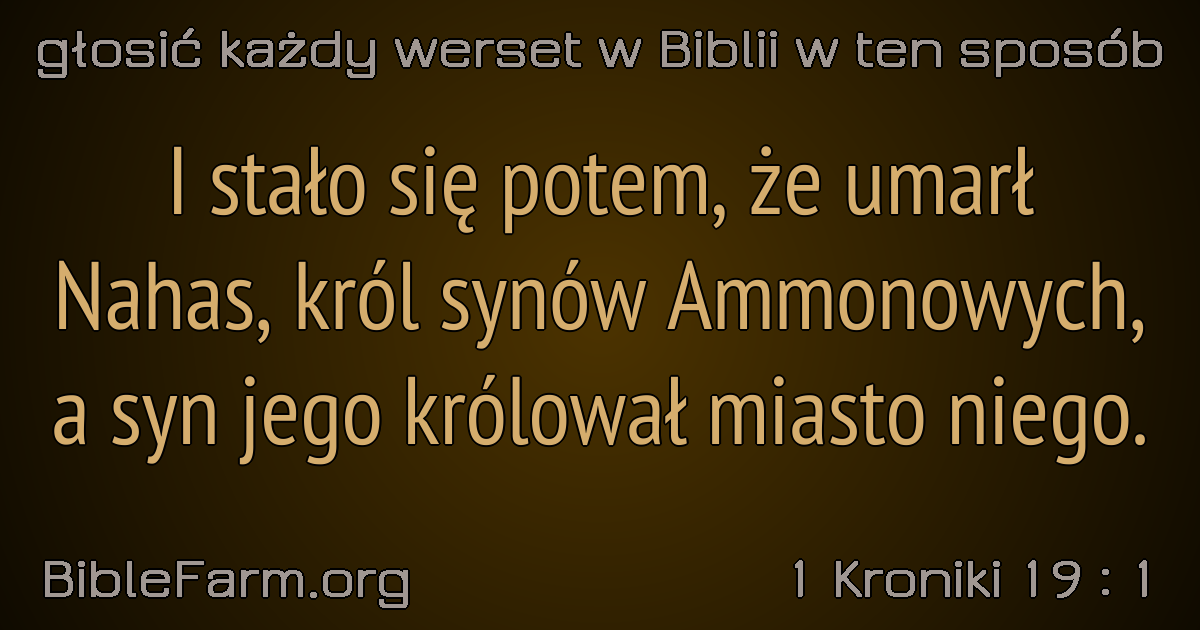 głosić każdy werset w Biblii w ten sposób
I stało się potem, że umarł
Nahas, król synów Ammonowych,
a syn jego królował miasto niego.
BibleFarm.org
1 Kroniki 19 : 1